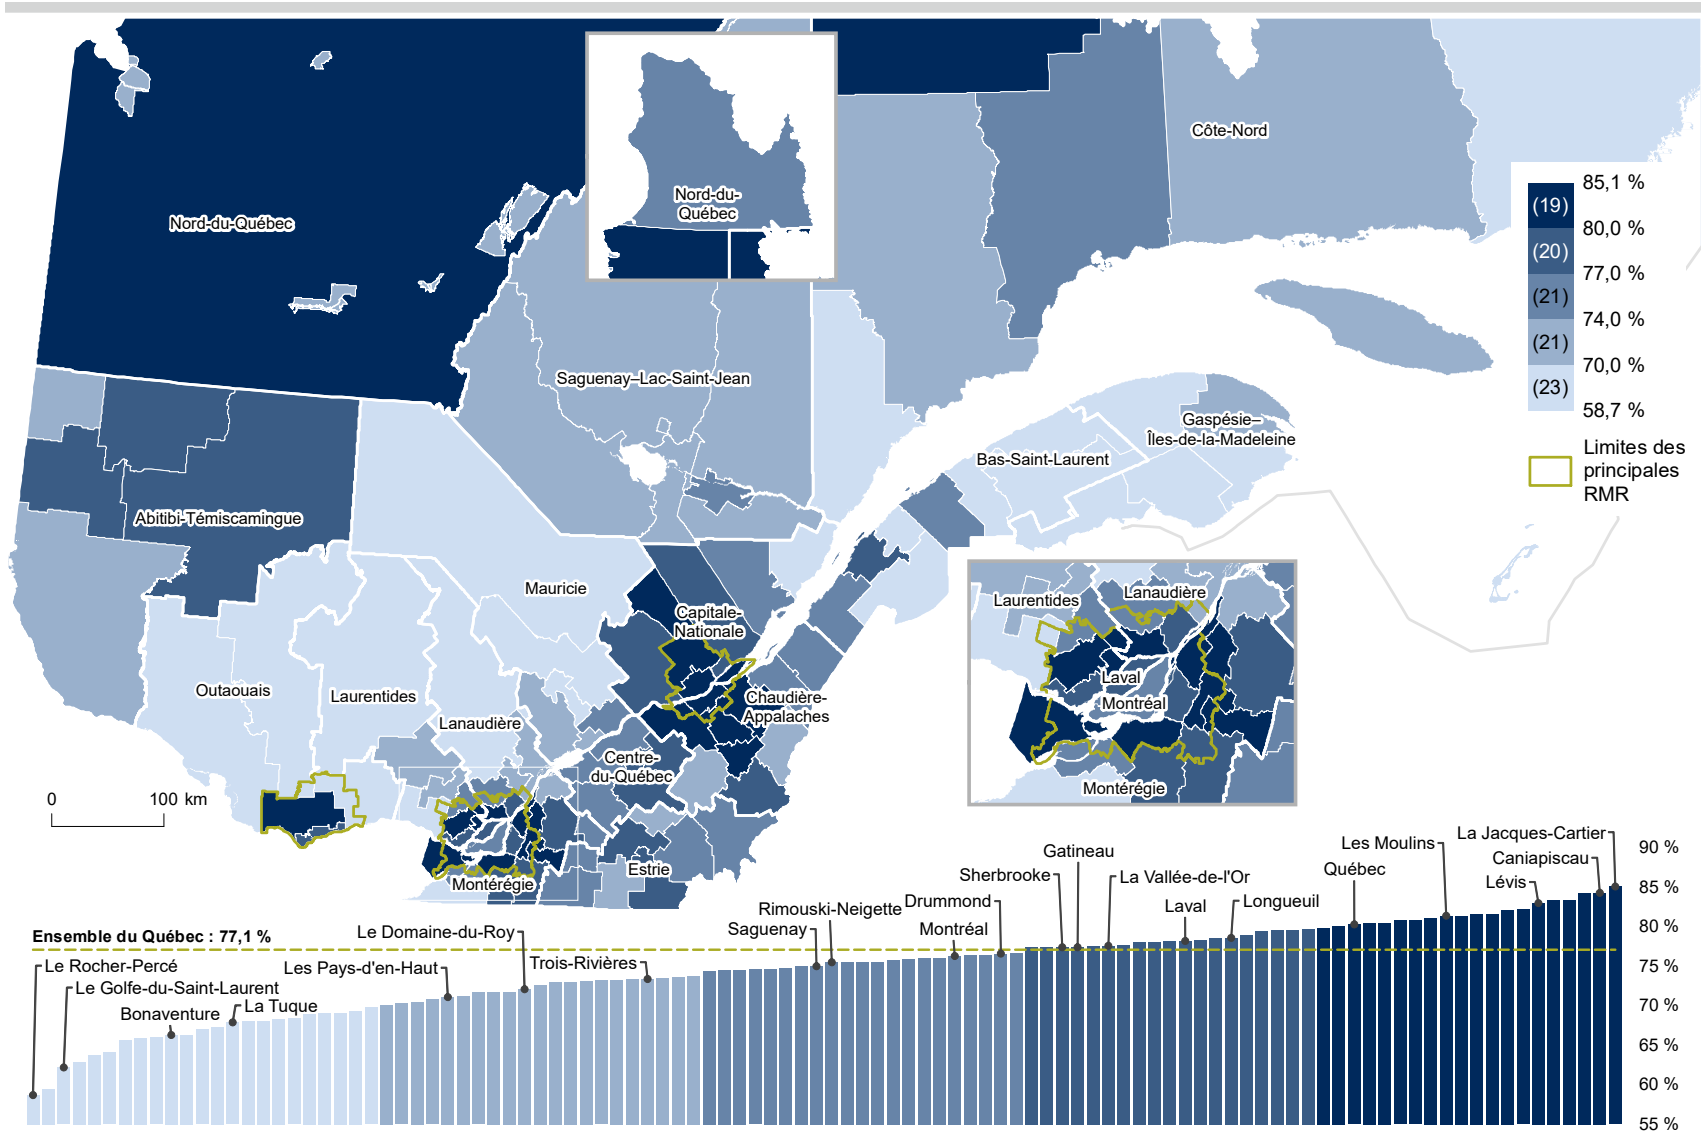 Nord-du-Québec
Nord-du-
Québec
Côte-Nord
85,1 %
(19)
80,0 %
(20)
77,0 %
(21)
74,0 %
(21)
70,0 %
(23)
58,7 %
Limites des
principales
RMR
Saguenay–Lac-Saint-Jean
Gaspésie–
Îles-de-la-Madeleine
Bas-Saint-Laurent
Abitibi-Témiscamingue
Mauricie
Capitale-
Nationale
Outaouais
Laurentides
Lanaudière
Chaudière-
Appalaches
Centre-
du-Québec
Estrie
Montérégie
Laurentides
Lanaudière
Laval
Montréal
Montérégie
0 100 km
Ensemble du Québec : 77,1 %
Le Rocher-Percé
Le Golfe-du-Saint-Laurent
Bonaventure
La Tuque
Les Pays-d'en-Haut
Le Domaine-du-Roy
Trois-Rivières
Saguenay
Rimouski-Neigette
Montréal
Drummond
Sherbrooke
Gatineau
La Vallée-de-l'Or
Laval
Longueuil
Québec
Les Moulins
Lévis
Caniapiscau
La Jacques-Cartier
90 %
85 %
80 %
75 %
70 %
65 %
60 %
55 %